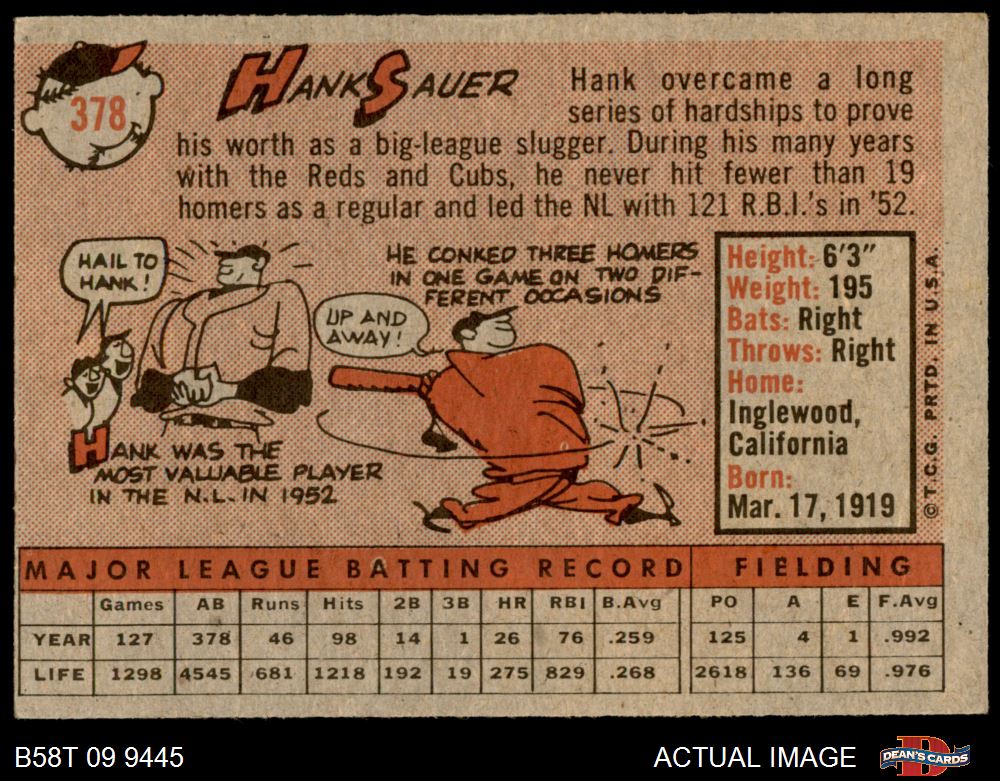 378
HANK SAUER
Hank overcame a long
series of hardships to prove
his worth as a big-league slugger. During his many years
with the Reds and Cubs, he never hit fewer than 19
homers as a regular and led the NL with 121 R.B.I.'s in '52.
HAIL TO
HANK!
HANK WAS THE
MOST VALUABLE PLAYER
IN THE N.L. IN 1952
HE CONKED THREE HOMERS
IN ONE GAME ON TWO DIF-
FERENT OCCASIONS
UP AND
AWAY!
Height: 6'3"
Weight: 195
Bats: Right
Throws: Right
Home:
Inglewood,
California
Born:
Mar. 17, 1919
© T.C.G. PRTD. IN U.S.A.
MAJOR LEAGUE BATTING RECORD FIELDING
Games AB Runs Hits 2B 3B HR RBI B.Avg PO A E F.Avg
YEAR 127 378 46 98 14 1 26 76 .259 125 4 1 .992
LIFE 1298 4545 681 1218 192 19 275 829 .268 2618 136 69 .976
B58T 09 9445 ACTUAL IMAGE DEAN'S CARDS